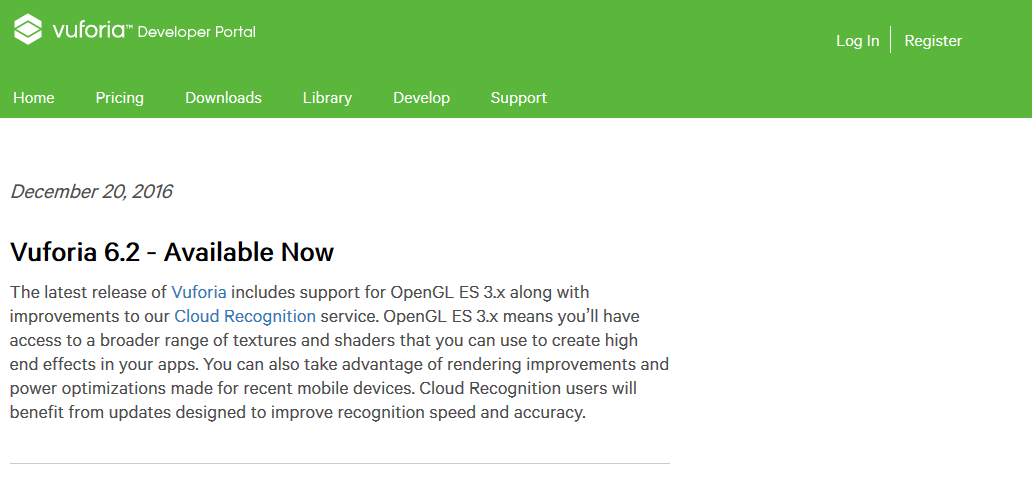 vuforia™ Developer Portal
Log In
Register
Home Pricing Downloads Library Develop Support
December 20, 2016
Vuforia 6.2 - Available Now
The latest release of Vuforia includes support for OpenGL ES 3.x along with
improvements to our Cloud Recognition service. OpenGL ES 3.x means you’ll have
access to a broader range of textures and shaders that you can use to create high
end effects in your apps. You can also take advantage of rendering improvements and
power optimizations made for recent mobile devices. Cloud Recognition users will
benefit from updates designed to improve recognition speed and accuracy.